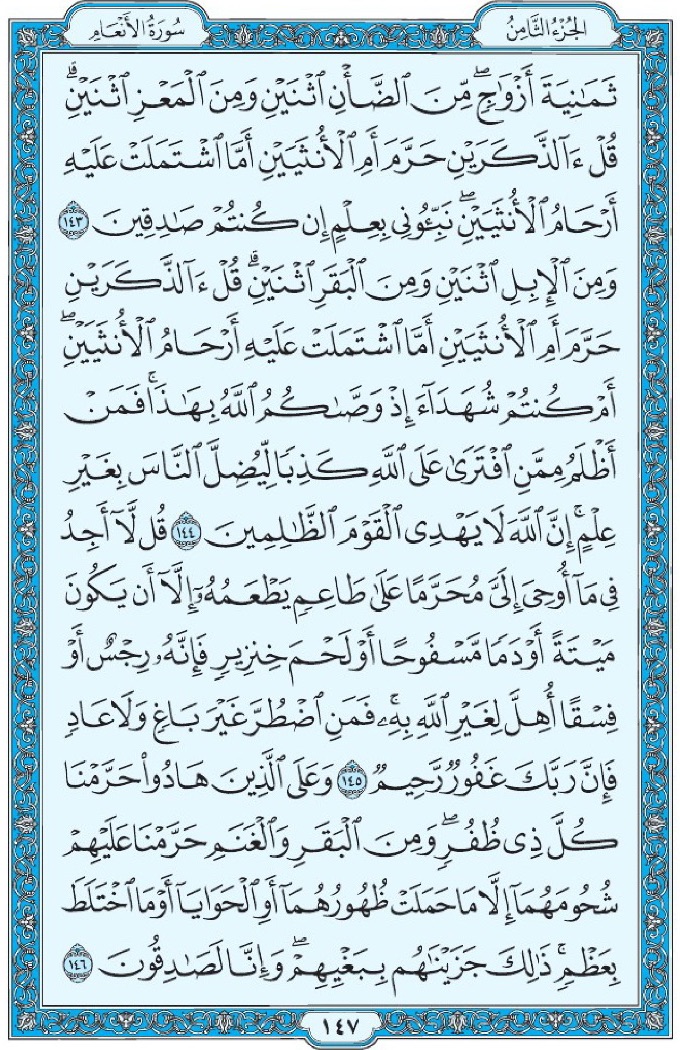 الجُزْءُ الثَّامِنُ
سُورَةُ الأَنْعَامِ
ثَمَٰنِيَةَ أَزْوَٰجٍۖ مِّنَ ٱلضَّأْنِ ٱثْنَيْنِ وَمِنَ ٱلْمَعْزِ ٱثْنَيْنِۗ
قُلْ ءَآلذَّكَرَيْنِ حَرَّمَ أَمِ ٱلْأُنثَيَيْنِ أَمَّا ٱشْتَمَلَتْ عَلَيْهِ
أَرْحَامُ ٱلْأُنثَيَيْنِۖ نَبِّـُٔونِى بِعِلْمٍ إِن كُنتُمْ صَٰدِقِينَ ١٤٣
وَمِنَ ٱلْإِبِلِ ٱثْنَيْنِ وَمِنَ ٱلْبَقَرِ ٱثْنَيْنِۗ قُلْ ءَآلذَّكَرَيْنِ
حَرَّمَ أَمِ ٱلْأُنثَيَيْنِ أَمَّا ٱشْتَمَلَتْ عَلَيْهِ أَرْحَامُ ٱلْأُنثَيَيْنِۖ
أَمْ كُنتُمْ شُهَدَآءَ إِذْ وَصَّىٰكُمُ ٱللَّهُ بِهَٰذَاۚ فَمَنْ
أَظْلَمُ مِمَّنِ ٱفْتَرَىٰ عَلَى ٱللَّهِ كَذِبًا لِّيُضِلَّ ٱلنَّاسَ بِغَيْرِ
عِلْمٍۚ إِنَّ ٱللَّهَ لَا يَهْدِى ٱلْقَوْمَ ٱلظَّٰلِمِينَ ١٤٤ قُل لَّآ أَجِدُ
فِى مَآ أُوحِىَ إِلَىَّ مُحَرَّمًا عَلَىٰ طَاعِمٍ يَطْعَمُهُۥٓ إِلَّآ أَن يَكُونَ
مَيْتَةً أَوْ دَمًا مَّسْفُوحًا أَوْ لَحْمَ خِنزِيرٍ فَإِنَّهُۥ رِجْسٌ أَوْ
فِسْقًا أُهِلَّ لِغَيْرِ ٱللَّهِ بِهِۦۚ فَمَنِ ٱضْطُرَّ غَيْرَ بَاغٍ وَلَا عَادٍ
فَإِنَّ رَبَّكَ غَفُورٌ رَّحِيمٌ ١٤٥ وَعَلَى ٱلَّذِينَ هَادُوا۟ حَرَّمْنَا
كُلَّ ذِى ظُفُرٍۖ وَمِنَ ٱلْبَقَرِ وَٱلْغَنَمِ حَرَّمْنَا عَلَيْهِمْ
شُحُومَهُمَآ إِلَّا مَا حَمَلَتْ ظُهُورُهُمَآ أَوِ ٱلْحَوَايَآ أَوْ مَا ٱخْتَلَطَ
بِعَظْمٍۚ ذَٰلِكَ جَزَيْنَٰهُم بِبَغْيِهِمْۖ وَإِنَّا لَصَٰدِقُونَ ١٤٦
١٤٧